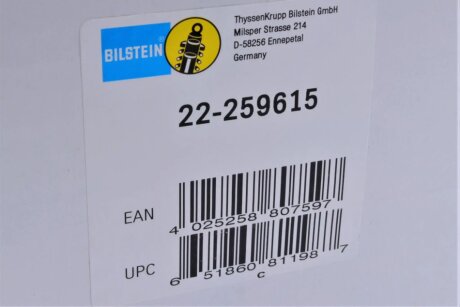 BILSTEIN
ThyssenKrupp Bilstein GmbH
Milsper Strasse 214
D-58256 Ennepetal
Germany
22-259615
EAN
4 025258 807597
UPC
6 51860 81198 7
c